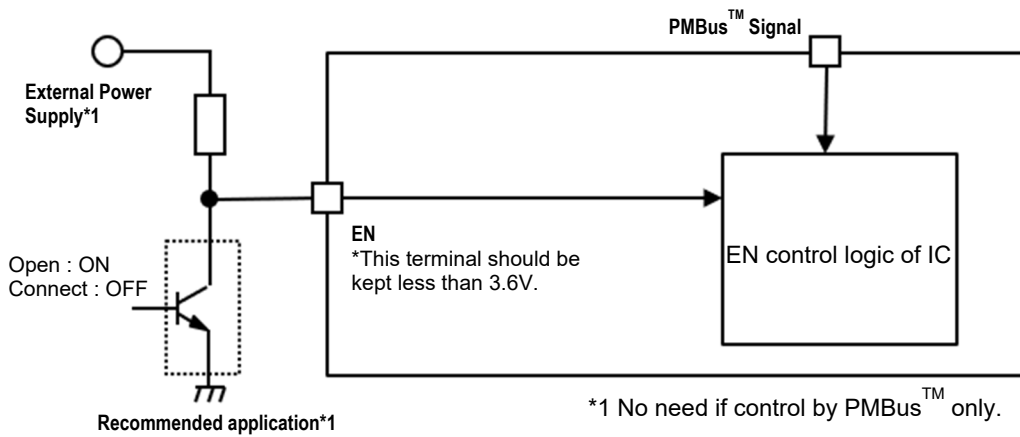 PMBus™ Signal
External Power
Supply*1
EN
*This terminal should be
kept less than 3.6V.
EN control logic of IC
Open : ON
Connect : OFF
Recommended application*1
*1 No need if control by PMBus™ only.